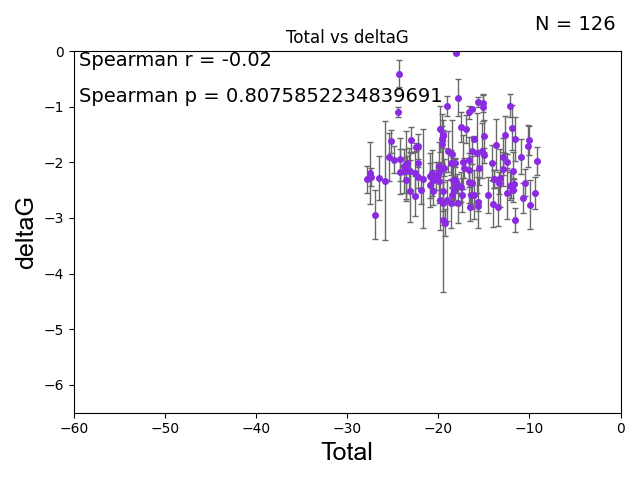 N = 126
Total vs deltaG
Spearman r = -0.02
Spearman p = 0.8075852234839691
0
−1
−2
−3
−4
−5
−6
deltaG
−60 −50 −40 −30 −20 −10 0
Total